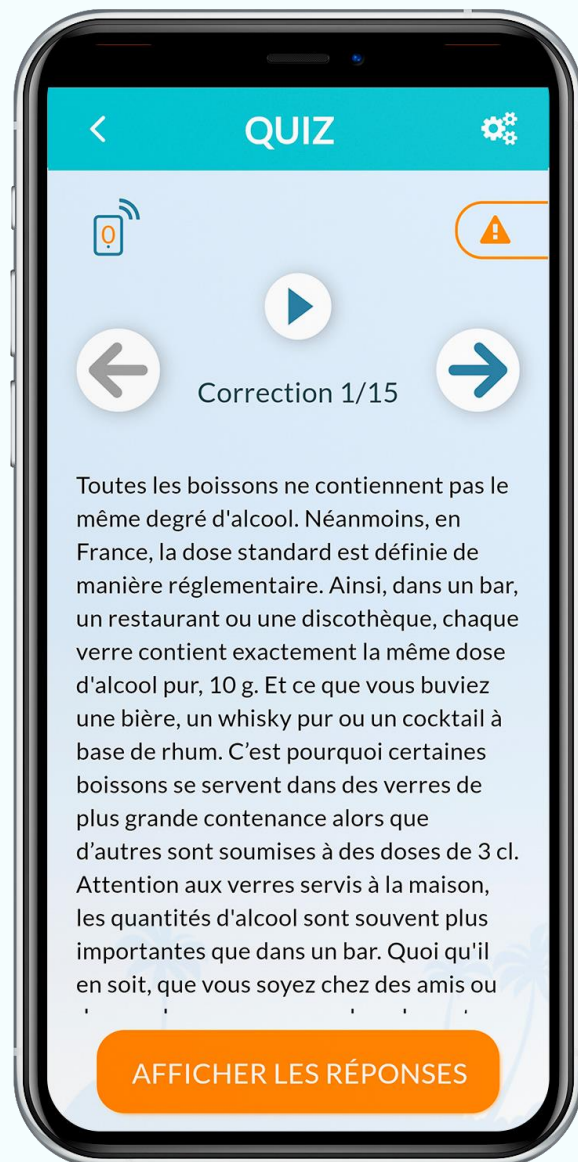 QUIZ
0
Correction 1/15
Toutes les boissons ne contiennent pas le
même degré d'alcool. Néanmoins, en
France, la dose standard est définie de
manière réglementaire. Ainsi, dans un bar,
un restaurant ou une discothèque, chaque
verre contient exactement la même dose
d'alcool pur, 10 g. Et ce que vous buviez
une bière, un whisky pur ou un cocktail à
base de rhum. C’est pourquoi certaines
boissons se servent dans des verres de
plus grande contenance alors que
d’autres sont soumises à des doses de 3 cl.
Attention aux verres servis à la maison,
les quantités d'alcool sont souvent plus
importantes que dans un bar. Quoi qu'il
en soit, que vous soyez chez des amis ou
AFFICHER LES RÉPONSES